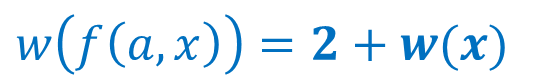 w(f(a, x)) = 2 + w(x)